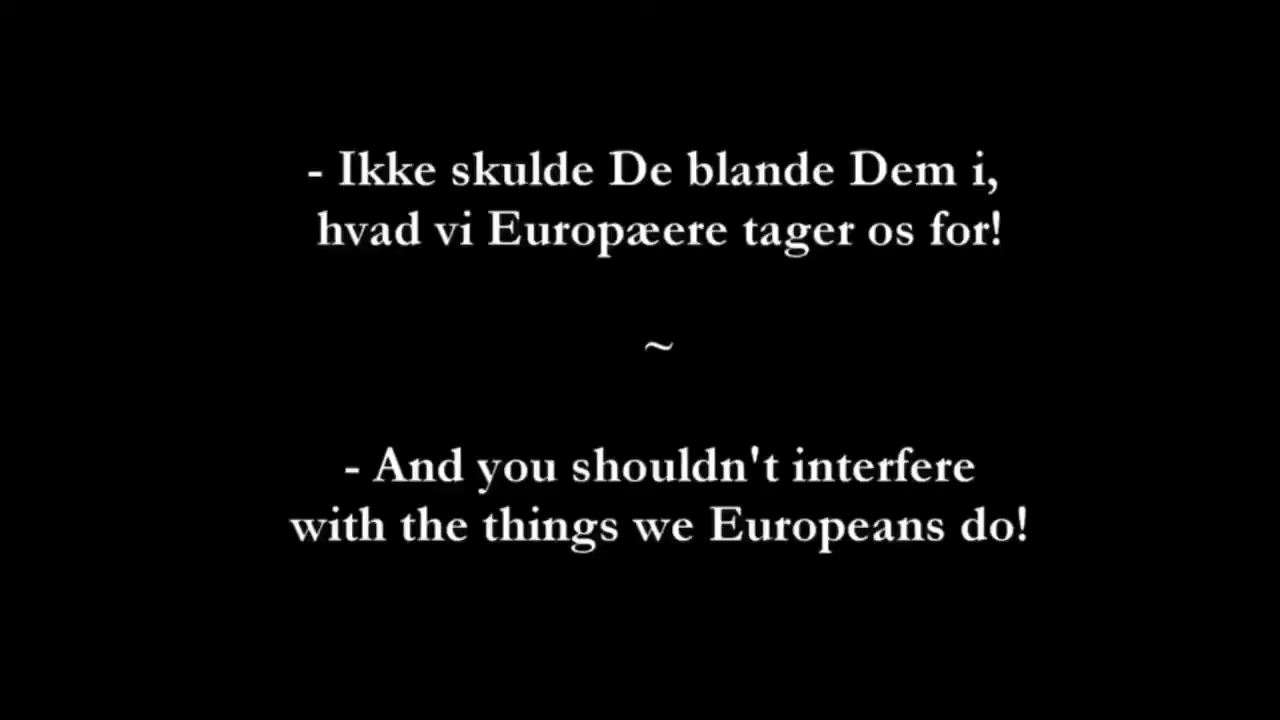 - Ikke skulde De blande Dem i,
hvad vi Europæere tager os for!
~
- And you shouldn't interfere
with the things we Europeans do!